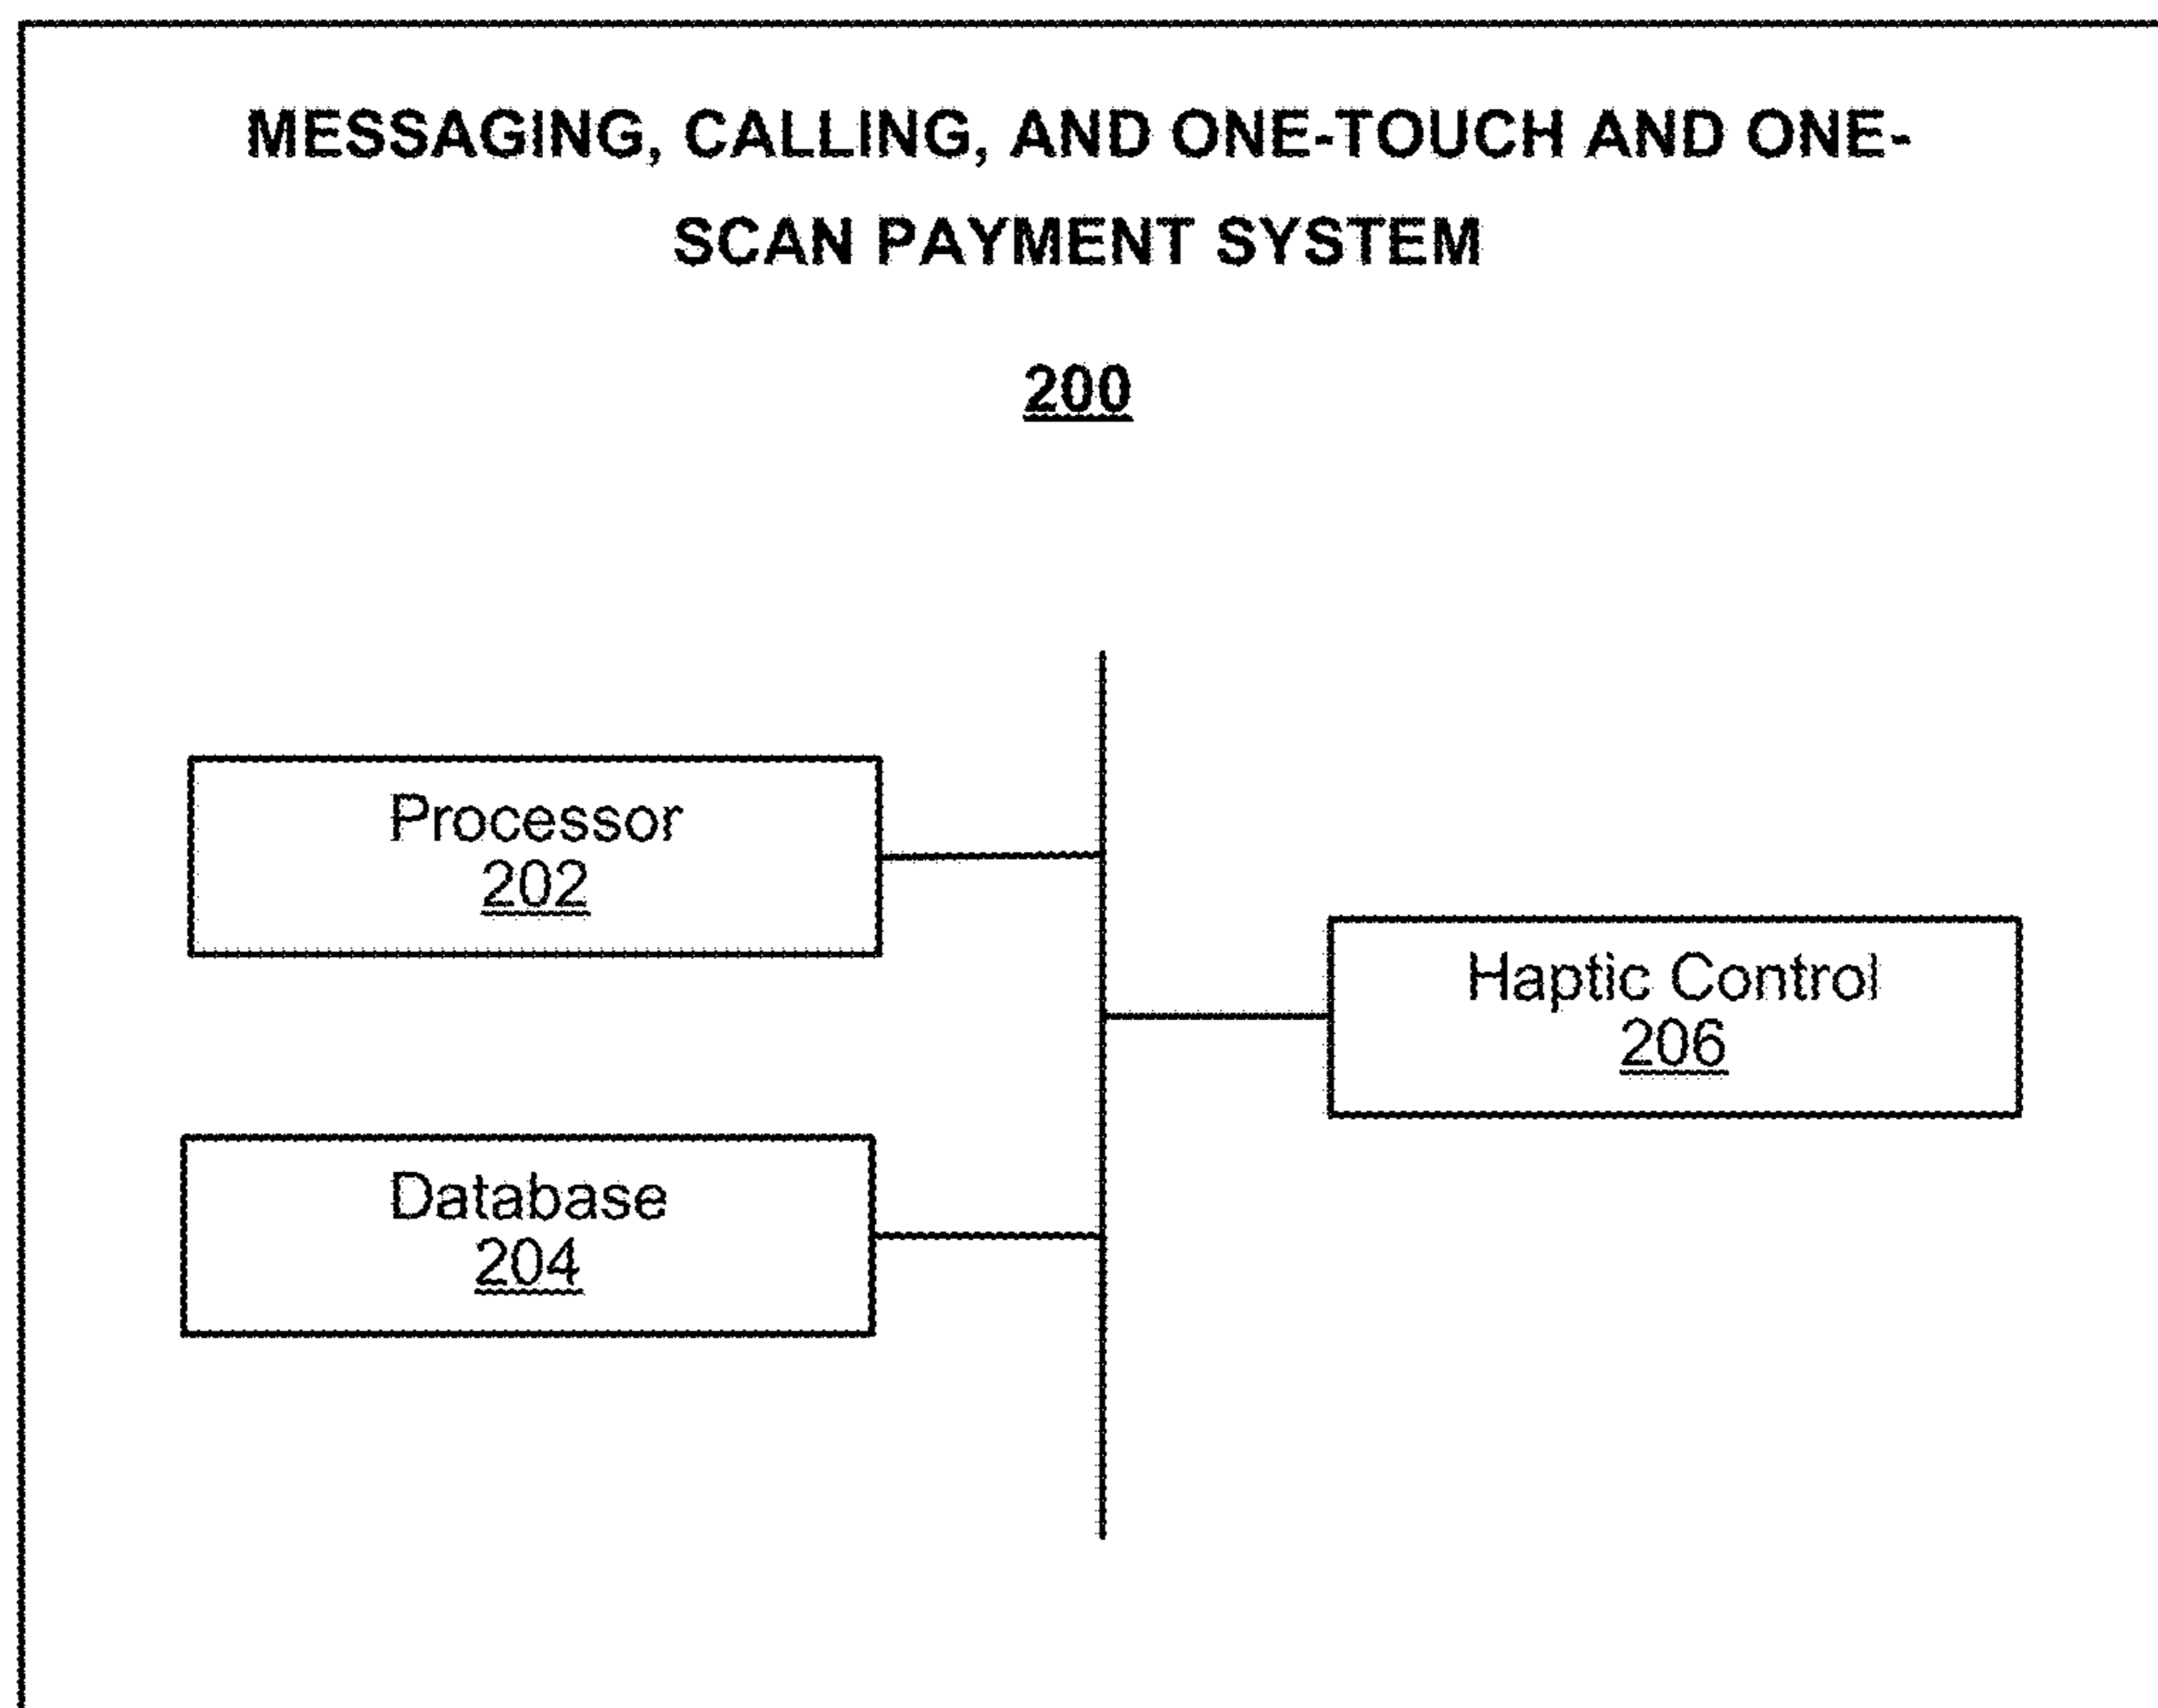 MESSAGING, CALLING, AND ONE-TOUCH AND ONE-
SCAN PAYMENT SYSTEM
200
Processor
202
Haptic Control
206
Database
204